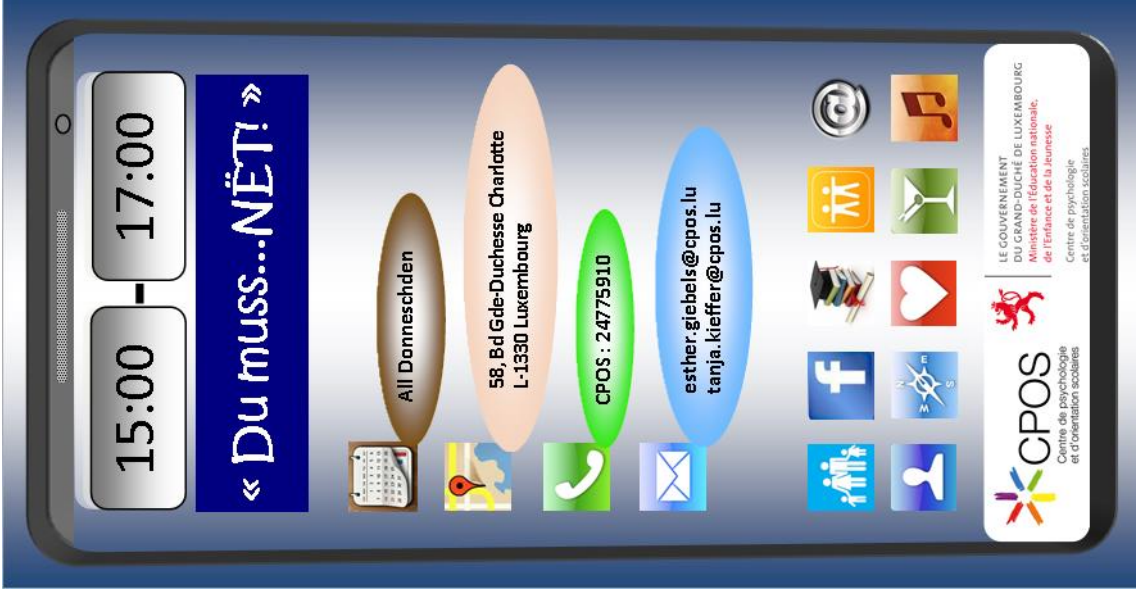 15:00 - 17:00
« Du muss...NËT! »
All Donneschden
58, Bd Gde-Duchesse Charlotte
L-1330 Luxembourg
CPOS : 24775910
esther.giebels@cpos.lu
tanja.kieffer@cpos.lu
@
f
N
E
S
W
CPOS
Centre de psychologie
et d'orientation scolaires
LE GOUVERNEMENT
DU GRAND-DUCHÉ DE LUXEMBOURG
Ministère de l'Éducation nationale,
de l'Enfance et de la Jeunesse
Centre de psychologie
et d'orientation scolaires